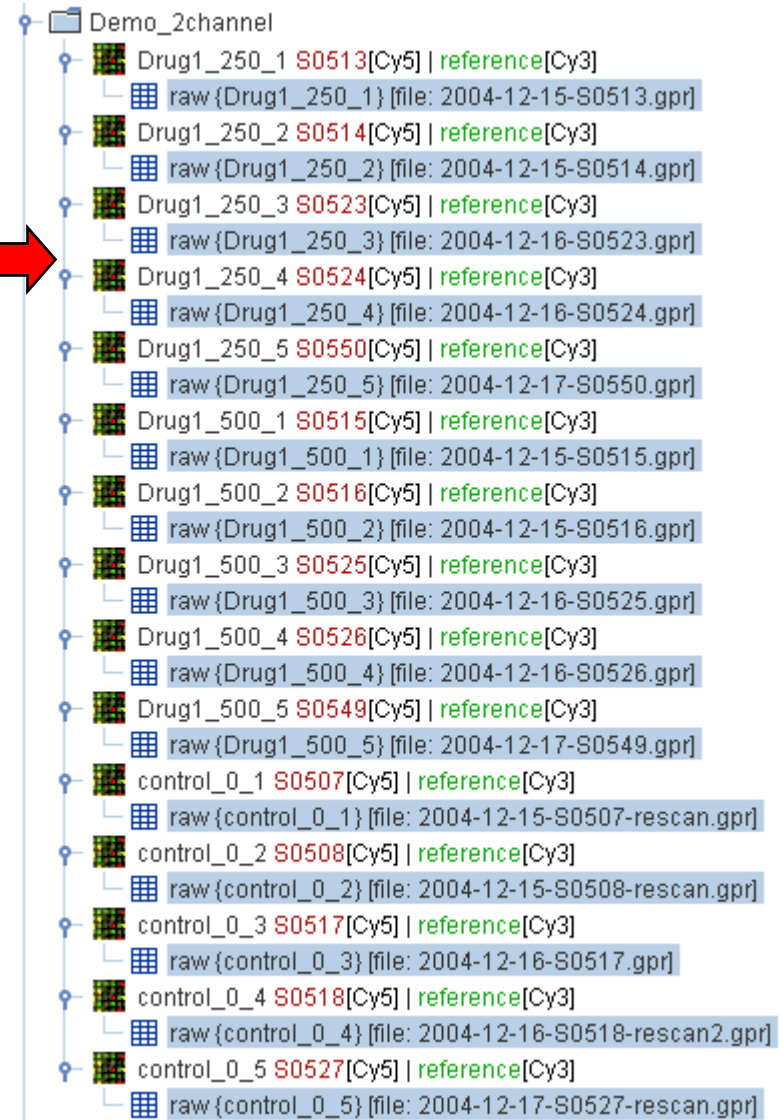 Demo_2channel
Drug1_250_1 S0513[Cy5] | reference[Cy3]
raw {Drug1_250_1} [file: 2004-12-15-S0513.gpr]
Drug1_250_2 S0514[Cy5] | reference[Cy3]
raw {Drug1_250_2} [file: 2004-12-15-S0514.gpr]
Drug1_250_3 S0523[Cy5] | reference[Cy3]
raw {Drug1_250_3} [file: 2004-12-16-S0523.gpr]
Drug1_250_4 S0524[Cy5] | reference[Cy3]
raw {Drug1_250_4} [file: 2004-12-16-S0524.gpr]
Drug1_250_5 S0550[Cy5] | reference[Cy3]
raw {Drug1_250_5} [file: 2004-12-17-S0550.gpr]
Drug1_500_1 S0515[Cy5] | reference[Cy3]
raw {Drug1_500_1} [file: 2004-12-15-S0515.gpr]
Drug1_500_2 S0516[Cy5] | reference[Cy3]
raw {Drug1_500_2} [file: 2004-12-15-S0516.gpr]
Drug1_500_3 S0525[Cy5] | reference[Cy3]
raw {Drug1_500_3} [file: 2004-12-16-S0525.gpr]
Drug1_500_4 S0526[Cy5] | reference[Cy3]
raw {Drug1_500_4} [file: 2004-12-16-S0526.gpr]
Drug1_500_5 S0549[Cy5] | reference[Cy3]
raw {Drug1_500_5} [file: 2004-12-17-S0549.gpr]
control_0_1 S0507[Cy5] | reference[Cy3]
raw {control_0_1} [file: 2004-12-15-S0507-rescan.gpr]
control_0_2 S0508[Cy5] | reference[Cy3]
raw {control_0_2} [file: 2004-12-15-S0508-rescan.gpr]
control_0_3 S0517[Cy5] | reference[Cy3]
raw {control_0_3} [file: 2004-12-16-S0517.gpr]
control_0_4 S0518[Cy5] | reference[Cy3]
raw {control_0_4} [file: 2004-12-16-S0518-rescan2.gpr]
control_0_5 S0527[Cy5] | reference[Cy3]
raw {control_0_5} [file: 2004-12-17-S0527-rescan.gpr]